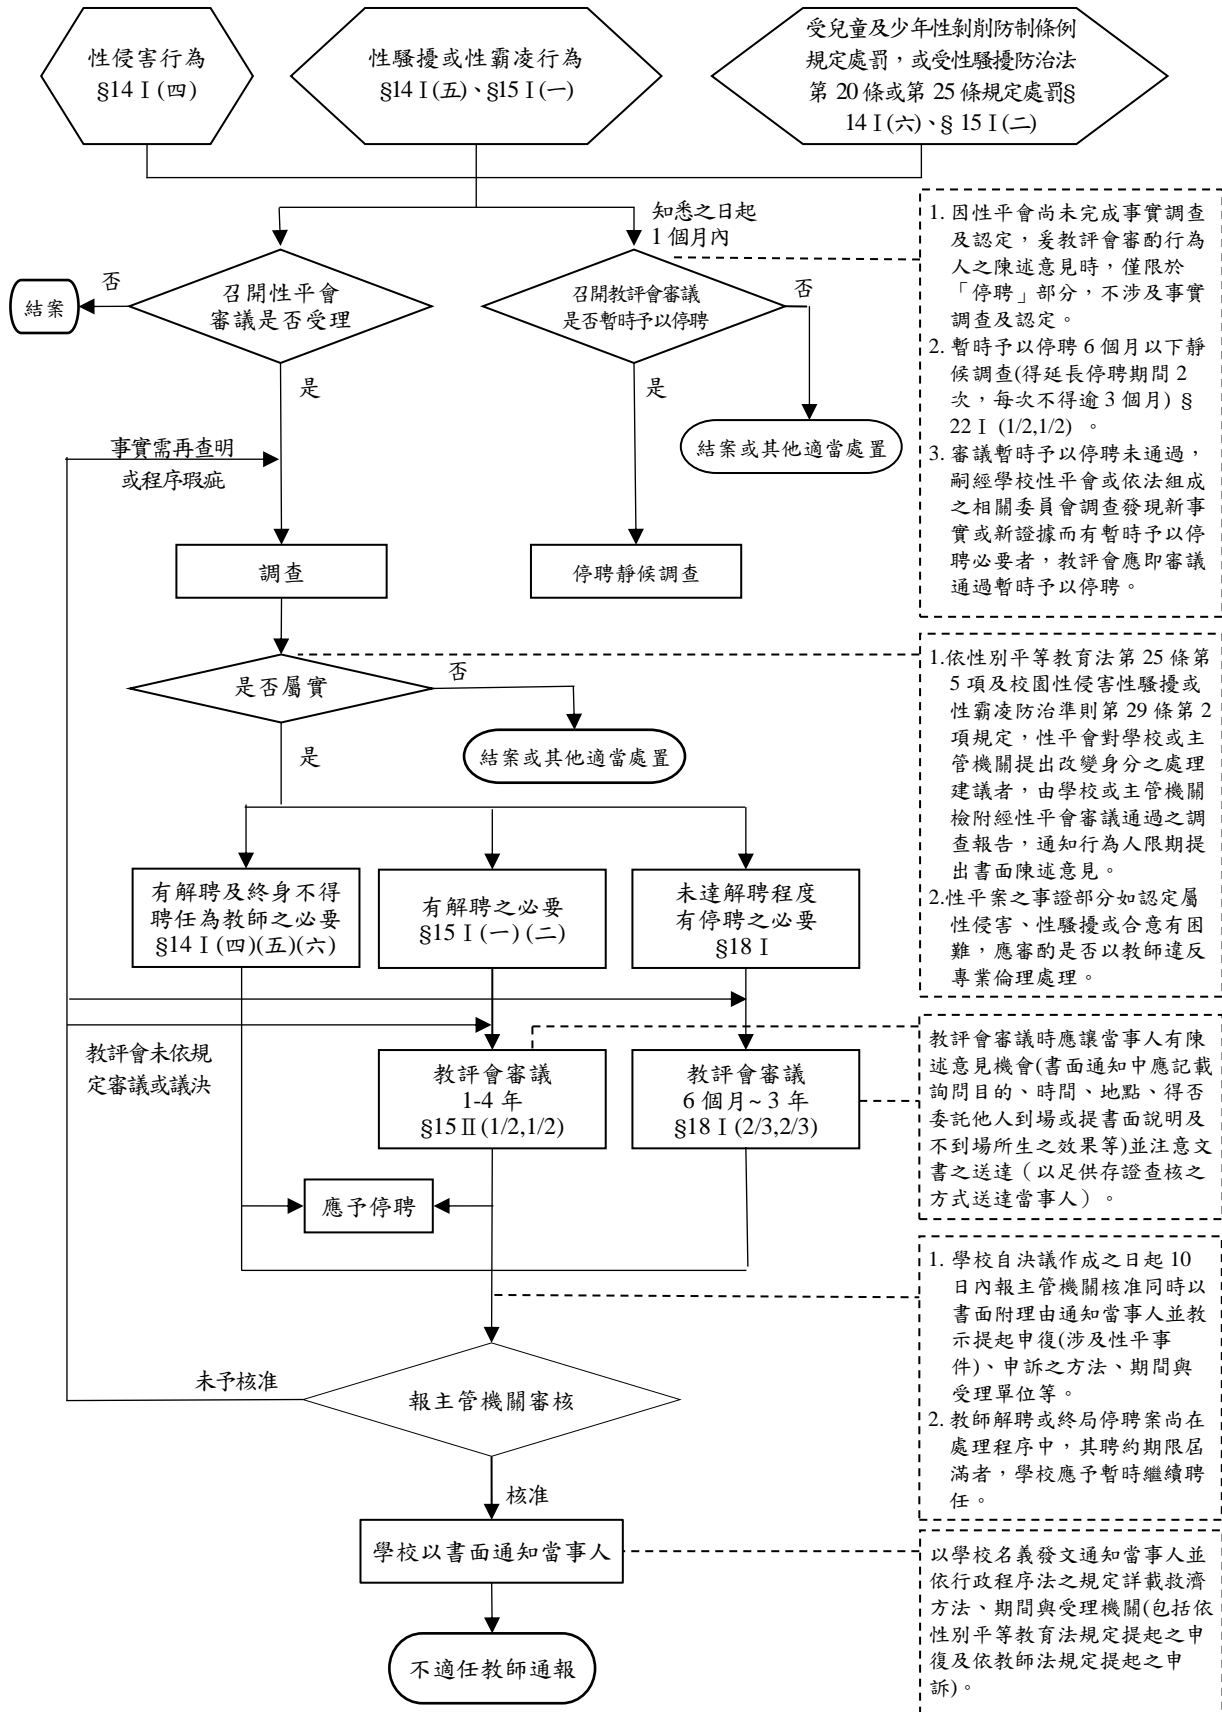 性侵害行為
§14 I (四)
性騷擾或性霸凌行為
§14 I (五)、§15 I (一)
受兒童及少年性剝削防制條例
規定處罰，或受性騷擾防治法
第 20 條或第 25 條規定處罰§
14 I (六)、§ 15 I (二)
知悉之日起
1 個月內
召開性平會
審議是否受理
否
結案
是
召開教評會審議
是否暫時予以停聘
否
是
結案或其他適當處置
1. 因性平會尚未完成事實調查
及認定，爰教評會審酌行為
人之陳述意見時，僅限於
「停聘」部分，不涉及事實
調查及認定。
2. 暫時予以停聘 6 個月以下靜
候調查(得延長停聘期間 2
次，每次不得逾 3 個月) §
22 I (1/2,1/2) 。
3. 審議暫時予以停聘未通過，
嗣經學校性平會或依法組成
之相關委員會調查發現新事
實或新證據而有暫時予以停
聘必要者，教評會應即審議
通過暫時予以停聘。
事實需再查明
或程序瑕疵
調查
停聘靜候調查
是否屬實
否
結案或其他適當處置
是
1.依性別平等教育法第 25 條第
5 項及校園性侵害性騷擾或
性霸凌防治準則第 29 條第 2
項規定，性平會對學校或主
管機關提出改變身分之處理
建議者，由學校或主管機關
檢附經性平會審議通過之調
查報告，通知行為人限期提
出書面陳述意見。
2.性平案之事證部分如認定屬
性侵害、性騷擾或合意有困
難，應審酌是否以教師違反
專業倫理處理。
有解聘及終身不得
聘任為教師之必要
§14 I (四)(五)(六)
有解聘之必要
§15 I (一) (二)
未達解聘程度
有停聘之必要
§18 I
教評會未依規
定審議或議決
教評會審議
1-4 年
§15 II (1/2,1/2)
教評會審議
6 個月~ 3 年
§18 I (2/3,2/3)
教評會審議時應讓當事人有陳
述意見機會(書面通知中應記載
詢問目的、時間、地點、得否
委託他人到場或提書面說明及
不到場所生之效果等)並注意文
書之送達（以足供存證查核之
方式送達當事人）。
應予停聘
1. 學校自決議作成之日起 10
日內報主管機關核准同時以
書面附理由通知當事人並教
示提起申復(涉及性平事
件)、申訴之方法、期間與
受理單位等。
2. 教師解聘或終局停聘案尚在
處理程序中，其聘約期限屆
滿者，學校應予暫時繼續聘
任。
未予核准
報主管機關審核
核准
學校以書面通知當事人
以學校名義發文通知當事人並
依行政程序法之規定詳載救濟
方法、期間與受理機關(包括依
性別平等教育法規定提起之申
復及依教師法規定提起之申
訴)。
不適任教師通報